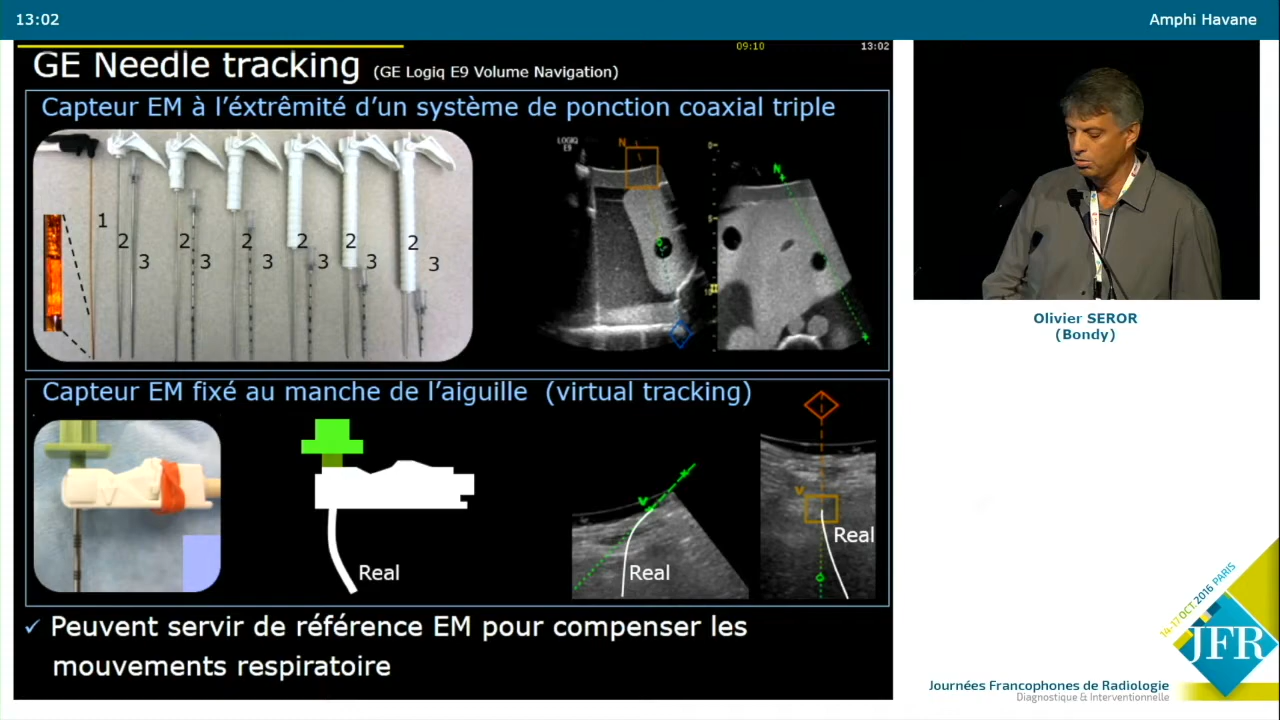 13:02
Amphi Havane
09:10
13:02
GE Needle tracking (GE Logiq E9 Volume Navigation)
Capteur EM à l’éxtrêmité d’un système de ponction coaxial triple
LOGIQ
E9
N
N
1
2
3
2
3
2
3
2
3
2
3
2
3
Capteur EM fixé au manche de l’aiguille (virtual tracking)
V
V
Real
Real
Real
✓ Peuvent servir de référence EM pour compenser les
mouvements respiratoire
Olivier SEROR
(Bondy)
14-17 OCT. 2016 PARIS
JFR
Journées Francophones de Radiologie
Diagnostique & Interventionnelle